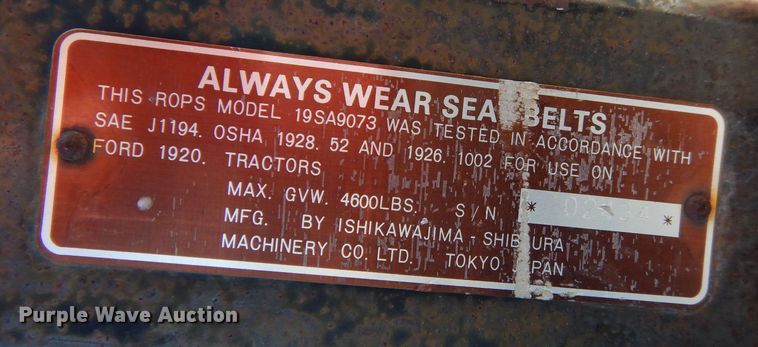 ALWAYS WEAR SEAT BELTS
THIS ROPS MODEL 19SA9073 WAS TESTED IN ACCORDANCE WITH
SAE J1194. OSHA 1928. 52 AND 1926. 1002 FOR USE ON
FORD 1920. TRACTORS
MAX. GVW. 4600LBS. S/N * *
MFG. BY ISHIKAWAJIMA-SHIBURA
MACHINERY CO. LTD. TOKYO
Purple Wave Auction